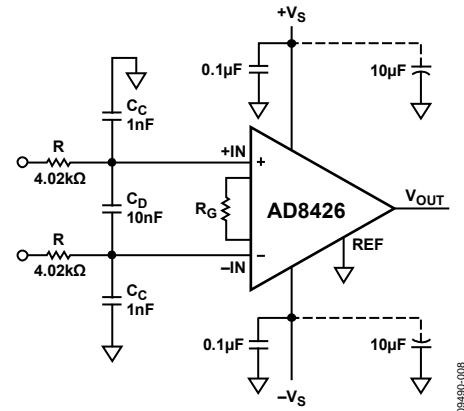 +VS
0.1µF
10µF
CC
1nF
R
4.02kΩ
+IN
+
CD
10nF
RG
AD8426
VOUT
R
4.02kΩ
–IN
–
REF
CC
1nF
0.1µF
10µF
–VS
09490-008